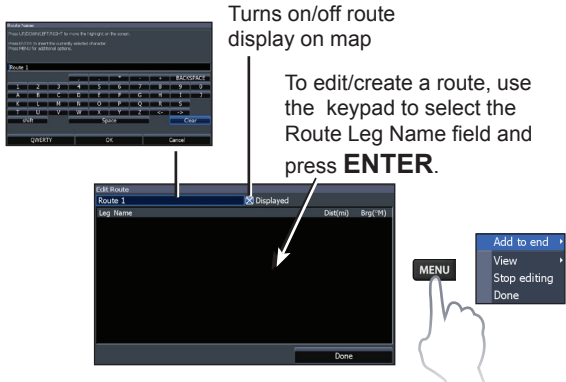 Route Name
Press UP/DOWN/LEFT/RIGHT to move the highlight on the screen.
Press ENTER to insert the currently selected character.
Press MENU for additional options.
Route 1
BACKSPACE
1 2 3 4 5 6 7 8 9 0
A B C D E F G H I J
K L M N O P Q R S
T U V W X Y Z <- ->
shift Space Clear
QWERTY OK Cancel
Turns on/off route
display on map
To edit/create a route, use
the keypad to select the
Route Leg Name field and
press ENTER.
Edit Route
Route 1 Displayed
Leg Name Dist(mi) Brg(°M)
Done
MENU
Add to end
View
Stop editing
Done